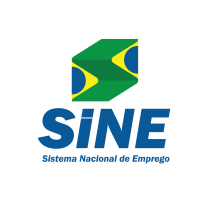 SiNE
Sistema Nacional de Emprego